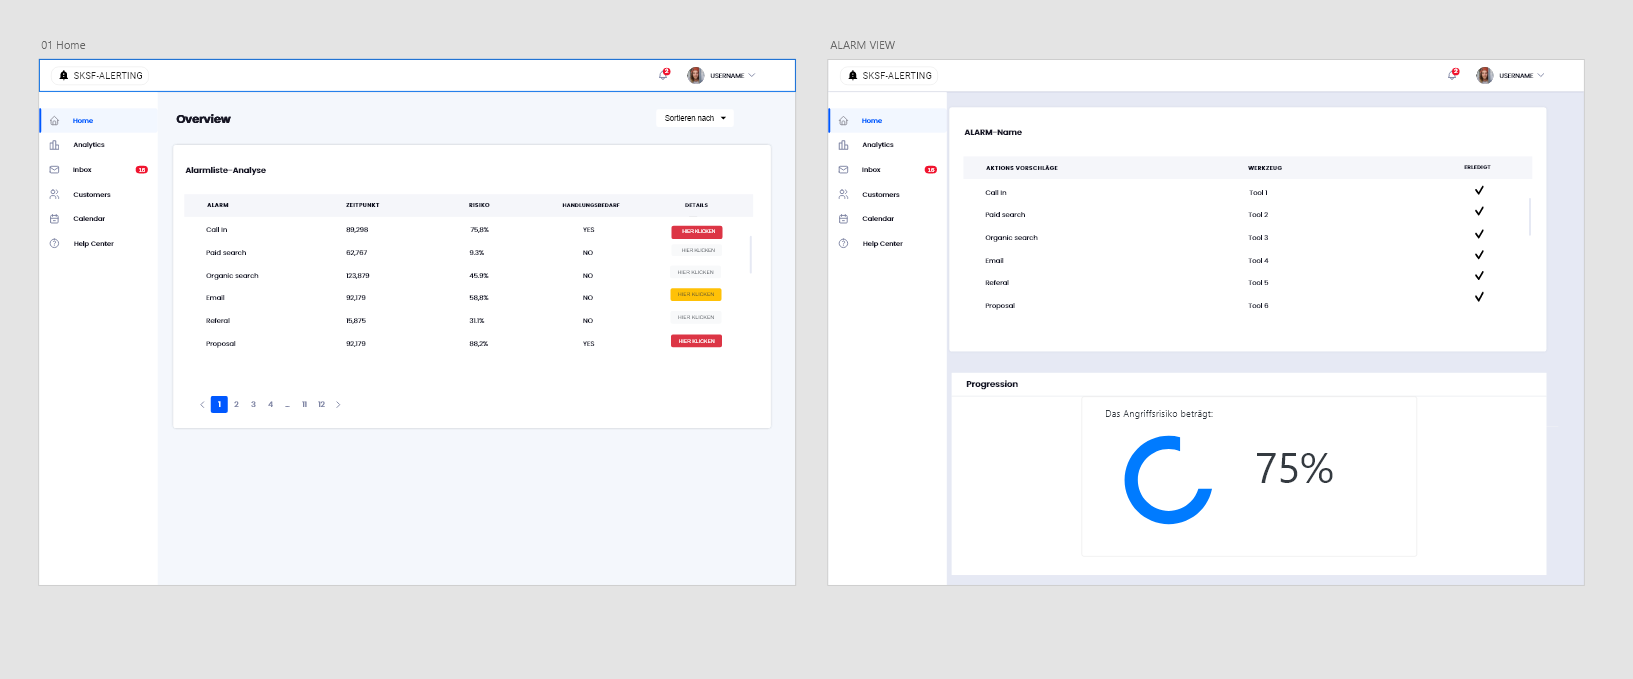 01 Home
SKSF-ALERTING
2
USERNAME
Home
Analytics
Inbox 16
Customers
Calendar
Help Center
Overview
Sortieren nach
Alarmliste-Analyse
ALARM ZEITPUNKT RISIKO HANDLUNGSBEDARF DETAILS
Call in 89,298 75,8% YES HIER KLICKEN
Paid search 62,767 9.3% NO HIER KLICKEN
Organic search 123,879 45.9% NO HIER KLICKEN
Email 92,179 58,8% NO HIER KLICKEN
Referal 15,875 31.1% NO HIER KLICKEN
Proposal 92,179 88,2% YES HIER KLICKEN
1 2 3 4 ... 11 12
ALARM VIEW
SKSF-ALERTING
2
USERNAME
Home
Analytics
Inbox 16
Customers
Calendar
Help Center
ALARM-Name
AKTIONS VORSCHLÄGE WERKZEUG ERLEDIGT
Call in Tool 1
Paid search Tool 2
Organic search Tool 3
Email Tool 4
Referal Tool 5
Proposal Tool 6
Progression
Das Angriffsrisiko beträgt:
75%